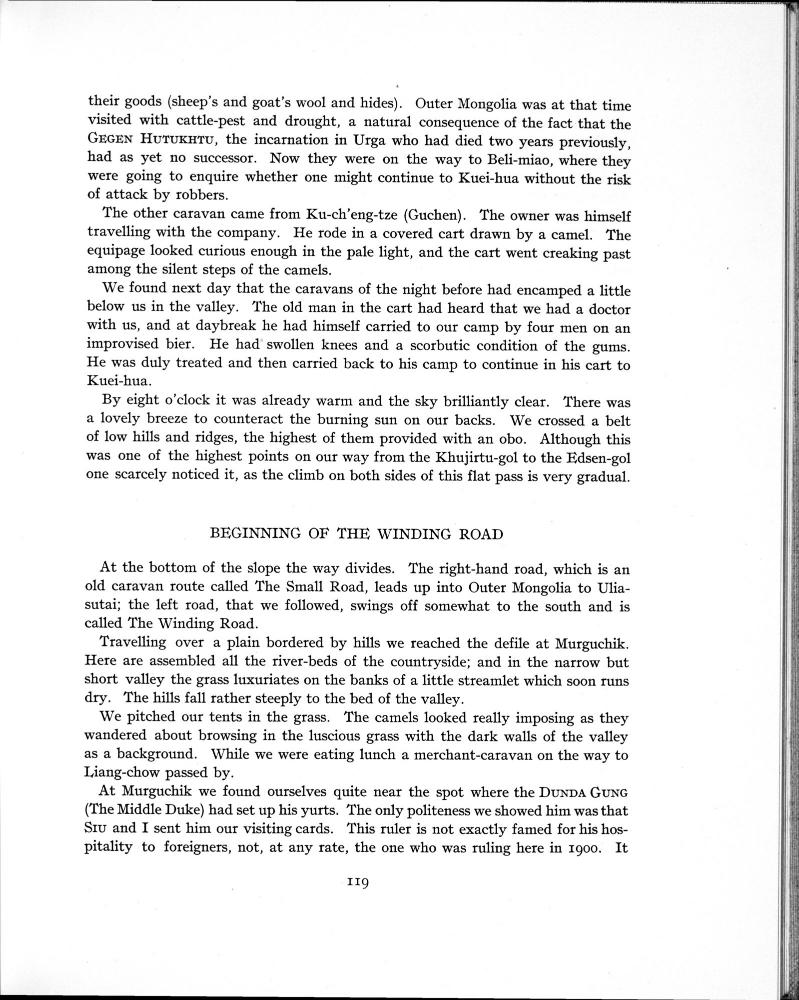 their goods (sheep's and goat's wool and hides). Outer Mongolia was at that time
visited with cattle-pest and drought, a natural consequence of the fact that the
GEGEN HUTUKHTU, the incarnation in Urga who had died two years previously,
had as yet no successor. Now they were on the way to Beli-miao, where they
were going to enquire whether one might continue to Kuei-hua without the risk
of attack by robbers.
The other caravan came from Ku-ch'eng-tze (Guchen). The owner was himself
travelling with the company. He rode in a covered cart drawn by a camel. The
equipage looked curious enough in the pale light, and the cart went creaking past
among the silent steps of the camels.
We found next day that the caravans of the night before had encamped a little
below us in the valley. The old man in the cart had heard that we had a doctor
with us, and at daybreak he had himself carried to our camp by four men on an
improvised bier. He had swollen knees and a scorbutic condition of the gums.
He was duly treated and then carried back to his camp to continue in his cart to
Kuei-hua.
By eight o'clock it was already warm and the sky brilliantly clear. There was
a lovely breeze to counteract the burning sun on our backs. We crossed a belt
of low hills and ridges, the highest of them provided with an obo. Although this
was one of the highest points on our way from the Khujirtu-gol to the Edsen-gol
one scarcely noticed it, as the climb on both sides of this flat pass is very gradual.
BEGINNING OF THE WINDING ROAD
At the bottom of the slope the way divides. The right-hand road, which is an
old caravan route called The Small Road, leads up into Outer Mongolia to Ulia-
sutai; the left road, that we followed, swings off somewhat to the south and is
called The Winding Road.
Travelling over a plain bordered by hills we reached the defile at Murguchik.
Here are assembled all the river-beds of the countryside; and in the narrow but
short valley the grass luxuriates on the banks of a little streamlet which soon runs
dry. The hills fall rather steeply to the bed of the valley.
We pitched our tents in the grass. The camels looked really imposing as they
wandered about browsing in the luscious grass with the dark walls of the valley
as a background. While we were eating lunch a merchant-caravan on the way to
Liang-chow passed by.
At Murguchik we found ourselves quite near the spot where the DUNDA GUNG
(The Middle Duke) had set up his yurts. The only politeness we showed him was that
SIU and I sent him our visiting cards. This ruler is not exactly famed for his hos-
pitality to foreigners, not, at any rate, the one who was ruling here in 1900. It
119